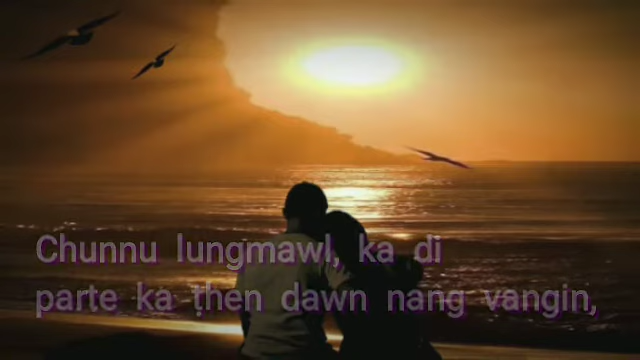 Chunnu lungmawl, ka di
parte ka ṭhen dawn nang vangin,